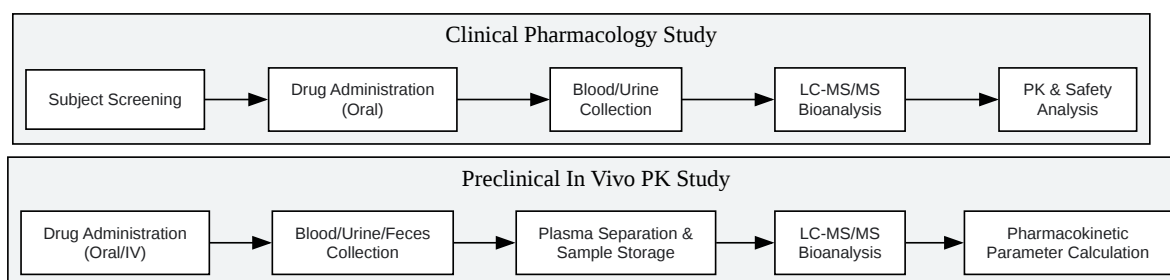 Clinical Pharmacology Study
Subject Screening
Drug Administration
(Oral)
Blood/Urine
Collection
LC-MS/MS
Bioanalysis
PK & Safety
Analysis
Preclinical In Vivo PK Study
Drug Administration
(Oral/IV)
Blood/Urine/Feces
Collection
Plasma Separation &
Sample Storage
LC-MS/MS
Bioanalysis
Pharmacokinetic
Parameter Calculation